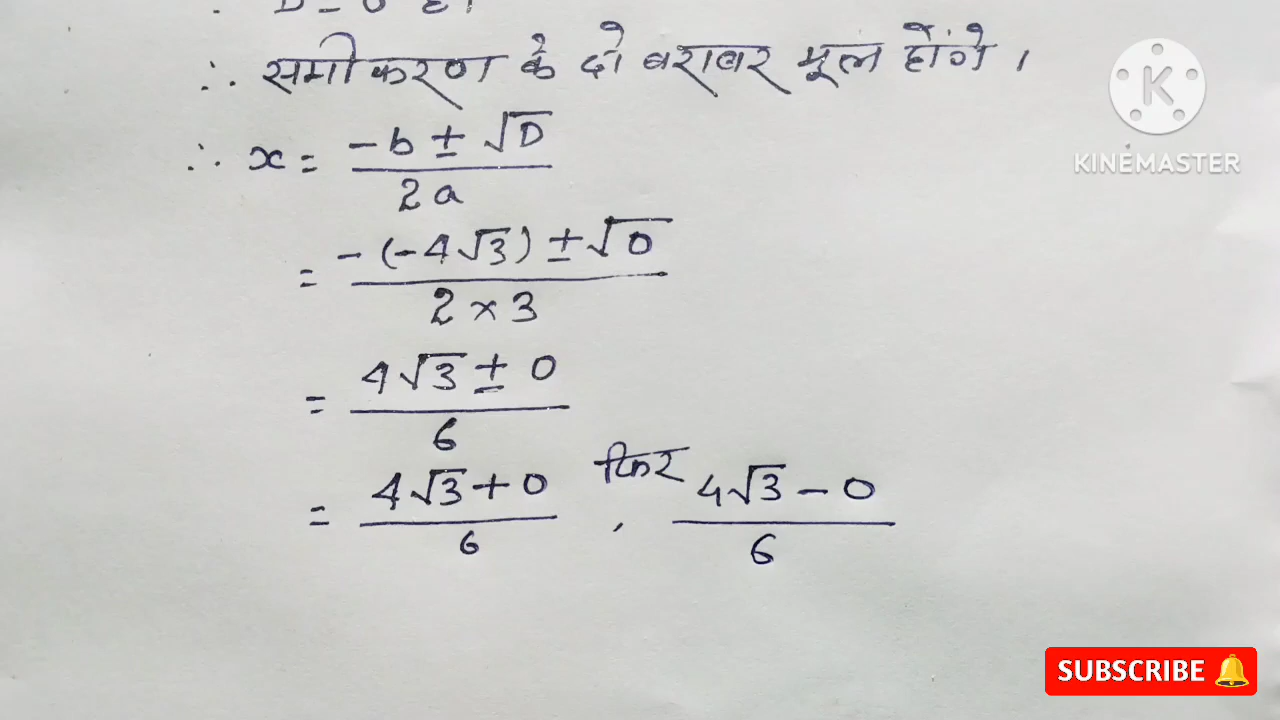 ∴ D = 0 है।
∴ समीकरण के दो बराबर मूल होंगे।
∴ x = (-b ± √D) / 2a
= (-(-4√3) ± √0) / (2 × 3)
= (4√3 ± 0) / 6
= (4√3 + 0) / 6 , फिर (4√3 - 0) / 6
KINEMASTER
SUBSCRIBE